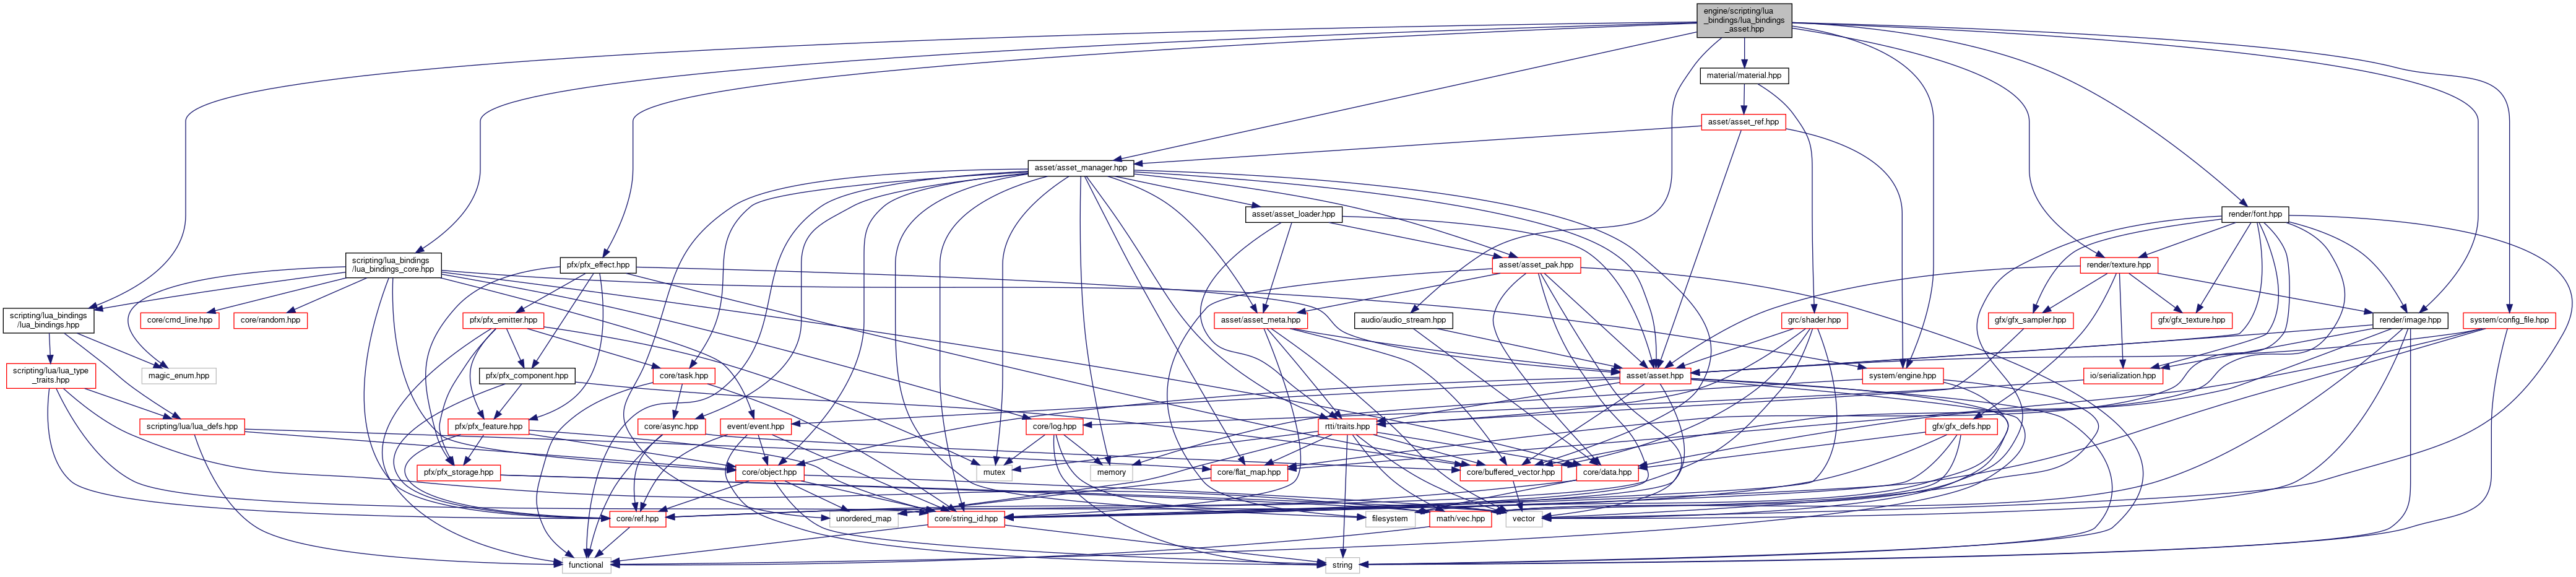 engine/scripting/lua
_bindings/lua_bindings
_asset.hpp
material/material.hpp
asset/asset_ref.hpp
asset/asset_manager.hpp
asset/asset_loader.hpp
render/font.hpp
scripting/lua_bindings
/lua_bindings_core.hpp
pfx/pfx_effect.hpp
asset/asset_pak.hpp
render/texture.hpp
scripting/lua_bindings
/lua_bindings.hpp
core/cmd_line.hpp
core/random.hpp
pfx/pfx_emitter.hpp
asset/asset_meta.hpp
audio/audio_stream.hpp
grc/shader.hpp
gfx/gfx_sampler.hpp
gfx/gfx_texture.hpp
render/image.hpp
system/config_file.hpp
scripting/lua/lua_type
_traits.hpp
magic_enum.hpp
pfx/pfx_component.hpp
core/task.hpp
asset/asset.hpp
system/engine.hpp
io/serialization.hpp
scripting/lua/lua_defs.hpp
pfx/pfx_feature.hpp
core/async.hpp
event/event.hpp
core/log.hpp
rtti/traits.hpp
gfx/gfx_defs.hpp
pfx/pfx_storage.hpp
core/object.hpp
mutex
memory
core/flat_map.hpp
core/buffered_vector.hpp
core/data.hpp
core/ref.hpp
unordered_map
core/string_id.hpp
filesystem
math/vec.hpp
vector
functional
string